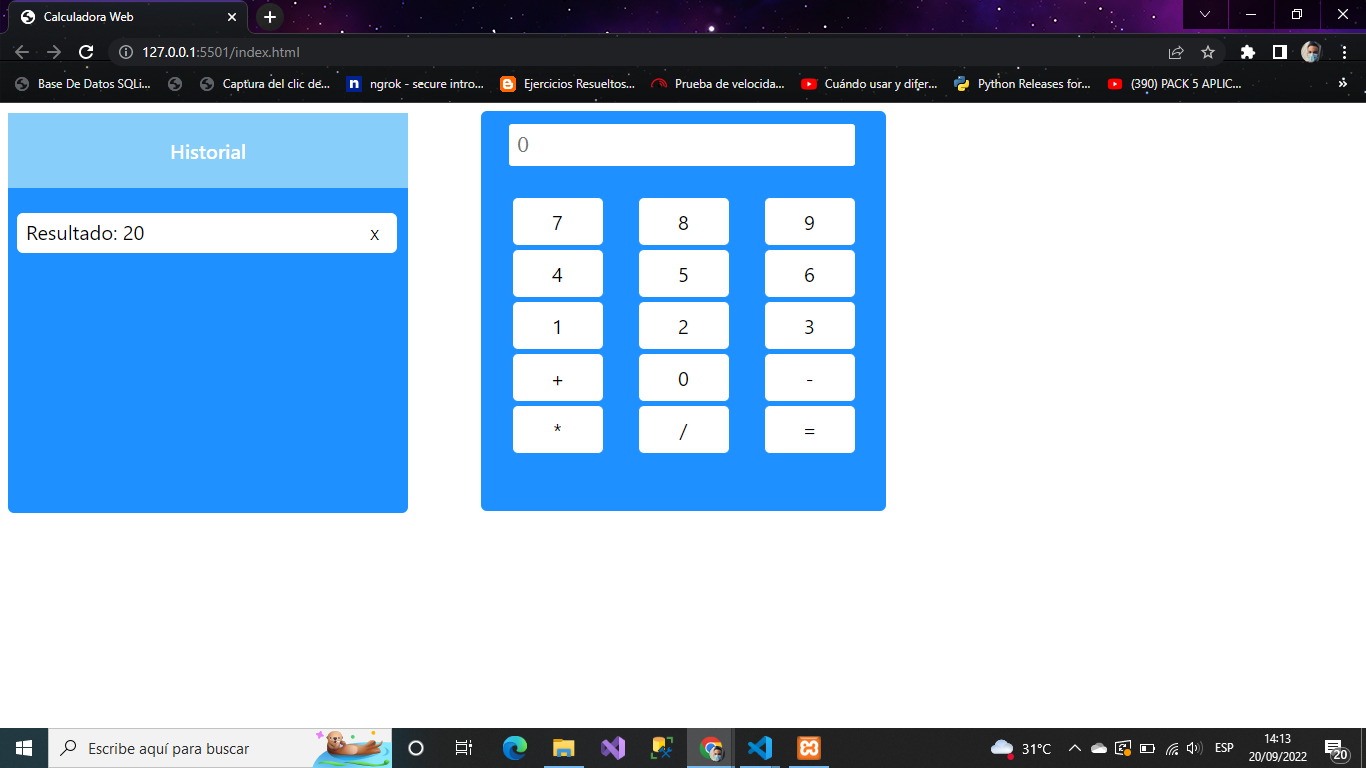 Calculadora Web
127.0.0.1:5501/index.html
Base De Datos SQLi... Captura del clic de... ngrok - secure intro... Ejercicios Resueltos... Prueba de velocida... Cuándo usar y difer... Python Releases for... (390) PACK 5 APLIC... »
Historial
Resultado: 20 x
0
7 8 9
4 5 6
1 2 3
+ 0 -
* / =
Escribe aquí para buscar
31°C
ESP
14:13
20/09/2022
20